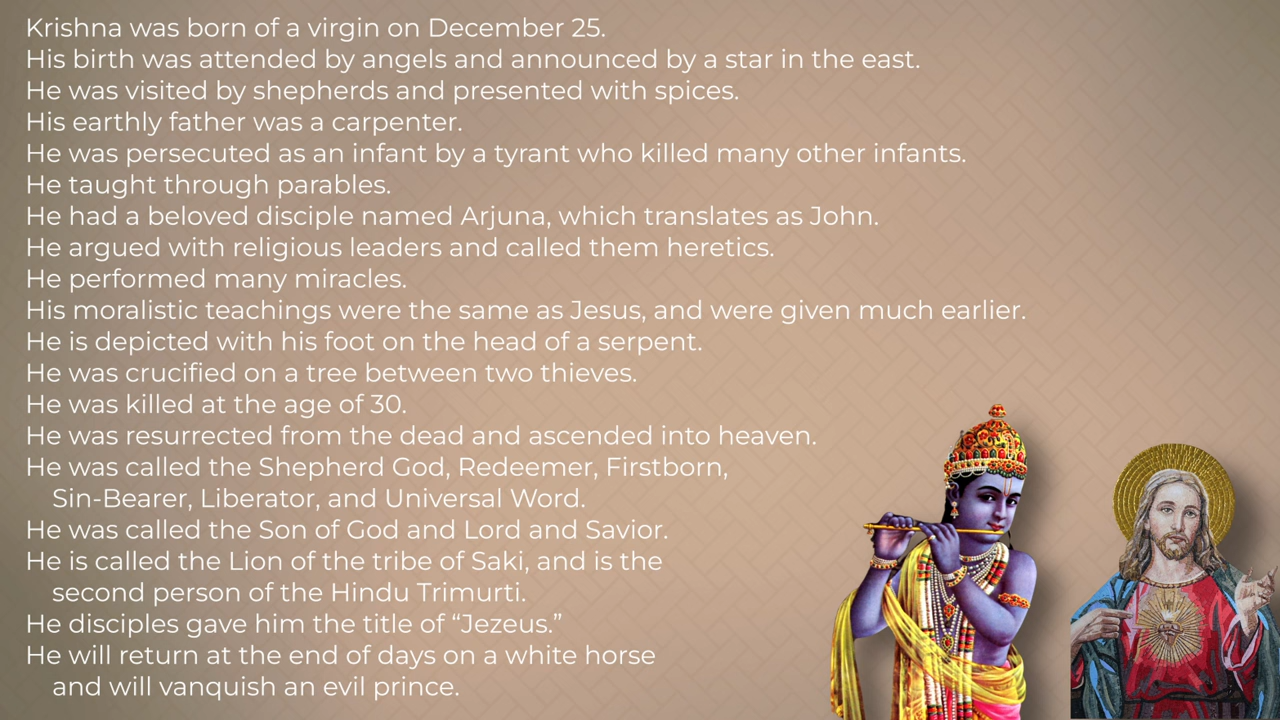 Krishna was born of a virgin on December 25.
His birth was attended by angels and announced by a star in the east.
He was visited by shepherds and presented with spices.
His earthly father was a carpenter.
He was persecuted as an infant by a tyrant who killed many other infants.
He taught through parables.
He had a beloved disciple named Arjuna, which translates as John.
He argued with religious leaders and called them heretics.
He performed many miracles.
His moralistic teachings were the same as Jesus, and were given much earlier.
He is depicted with his foot on the head of a serpent.
He was crucified on a tree between two thieves.
He was killed at the age of 30.
He was resurrected from the dead and ascended into heaven.
He was called the Shepherd God, Redeemer, Firstborn,
Sin-Bearer, Liberator, and Universal Word.
He was called the Son of God and Lord and Savior.
He is called the Lion of the tribe of Saki, and is the
second person of the Hindu Trimurti.
He disciples gave him the title of “Jezeus.”
He will return at the end of days on a white horse
and will vanquish an evil prince.